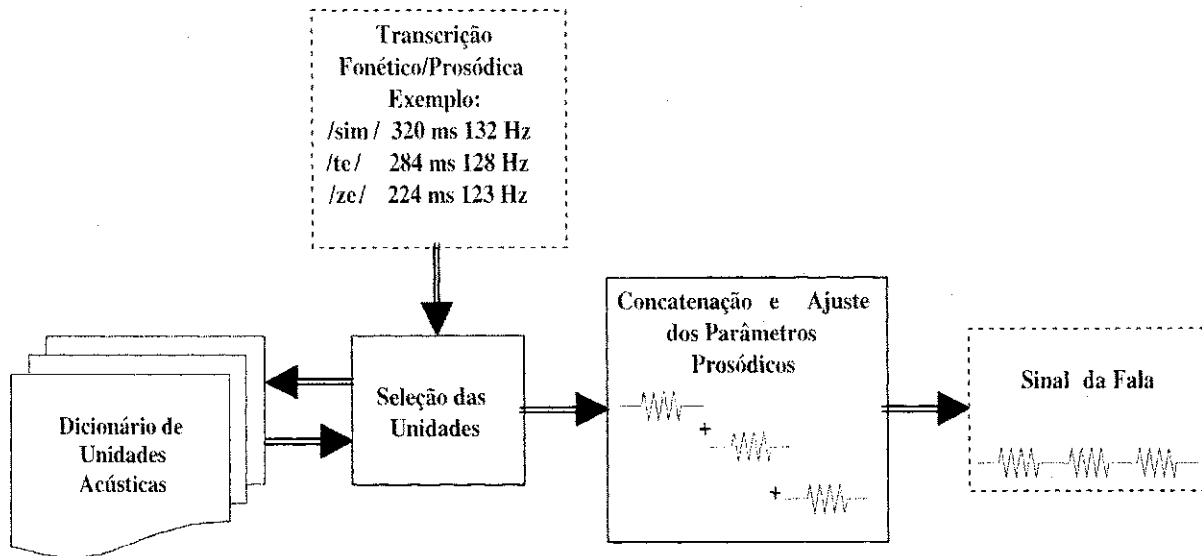 Transcrição
Fonético/Prosódica
Exemplo:
/sim/ 320 ms 132 Hz
/te/ 284 ms 128 Hz
/ze/ 224 ms 123 Hz
Dicionário de
Unidades
Acústicas
Seleção das
Unidades
Concatenação e Ajuste
dos Parâmetros
Prosódicos
+
+
Sinal da Fala